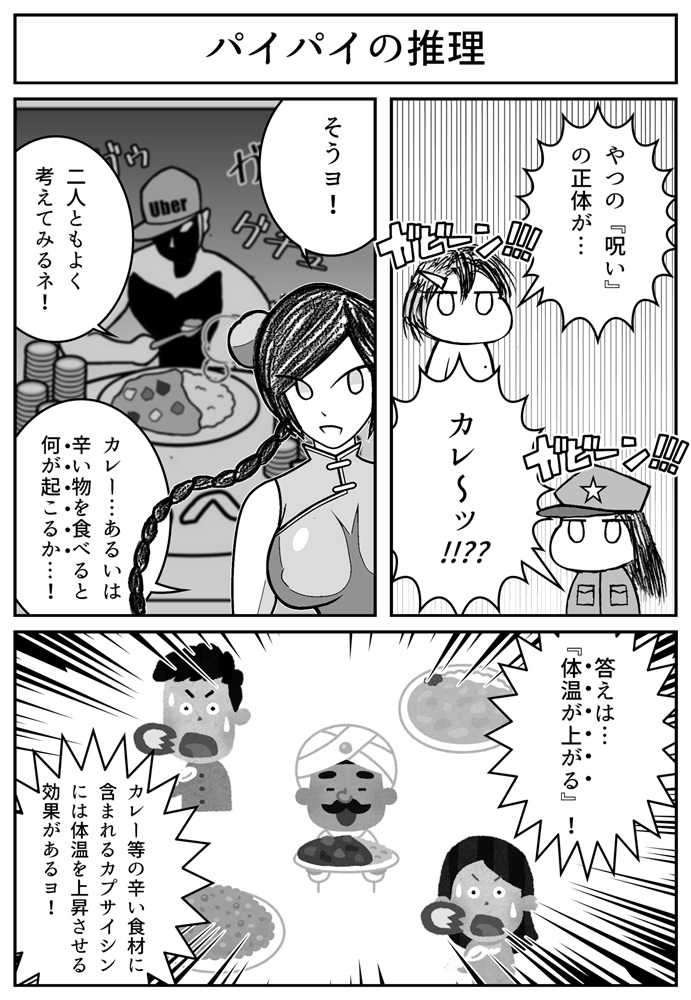 パイパイの推理
やつの『呪い』
の正体が…
ガビーン!!!
カレ～ッ
!!??
ガビーン!!!
そうヨ！
二人ともよく
考えてみるネ！
Uber
ガウ
グチュ
カレー…あるいは
辛い物を食べると
何が起こるか…！
答えは…
『体温が上がる』！
カレー等の辛い食材に
含まれるカプサイシン
には体温を上昇させる
効果があるヨ！